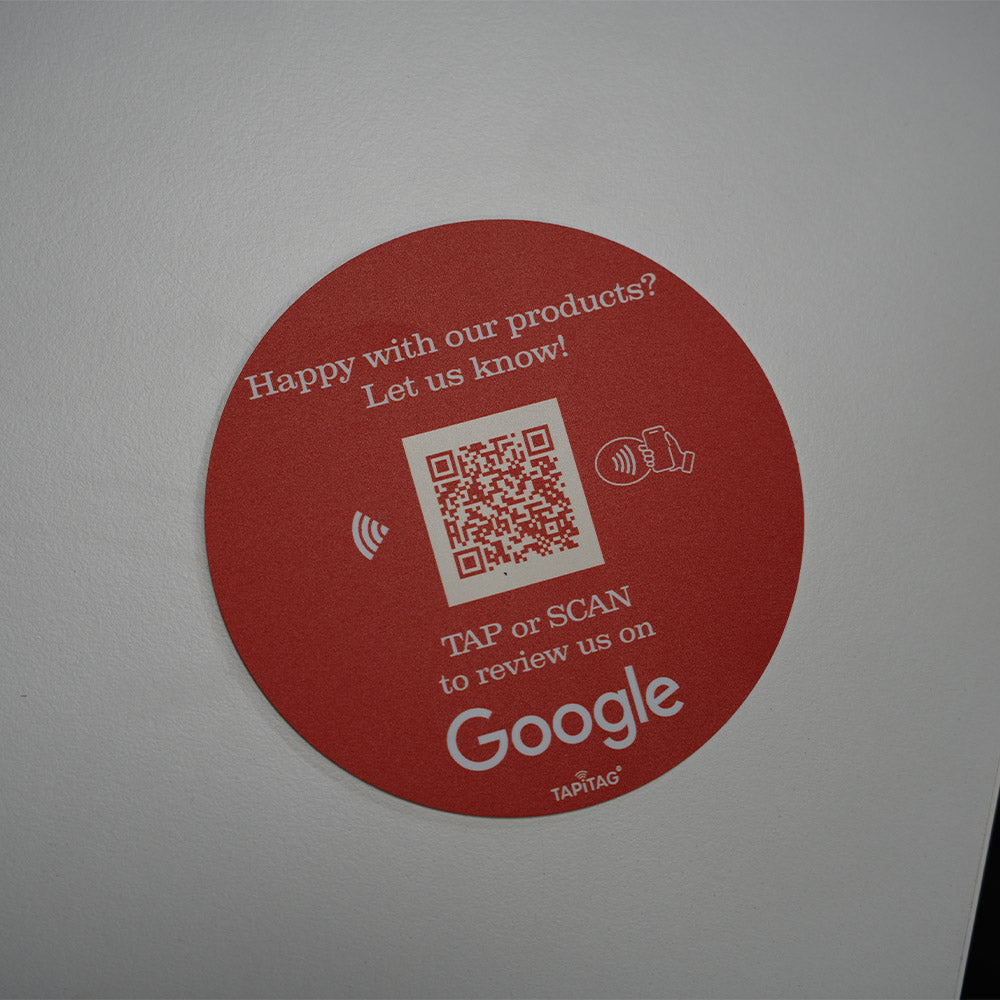 Happy with our products?
Let us know!
TAP or SCAN
to review us on
Google
TAPiTAG®